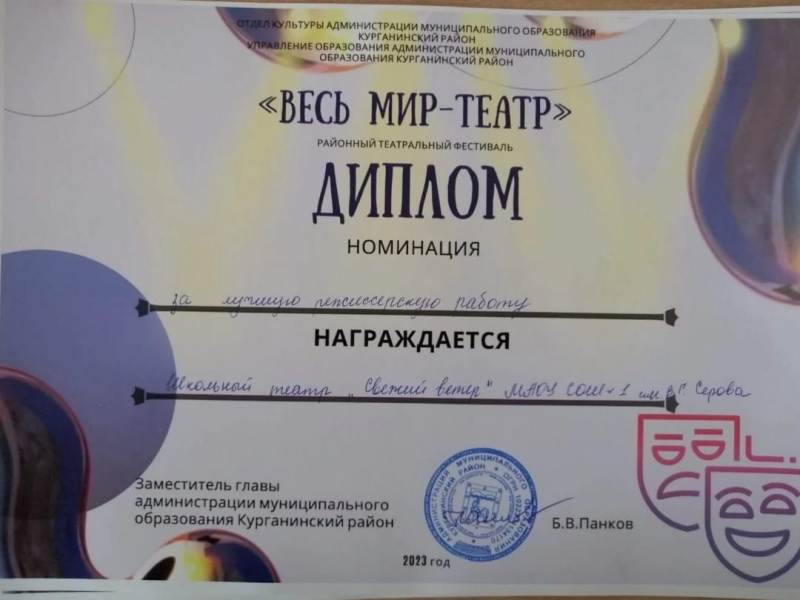 ОТДЕЛ КУЛЬТУРЫ АДМИНИСТРАЦИИ МУНИЦИПАЛЬНОГО ОБРАЗОВАНИЯ
КУРГАНИНСКИЙ РАЙОН
УПРАВЛЕНИЕ ОБРАЗОВАНИЯ АДМИНИСТРАЦИИ МУНИЦИПАЛЬНОГО
ОБРАЗОВАНИЯ КУРГАНИНСКИЙ РАЙОН
«ВЕСЬ МИР-ТЕАТР»
РАЙОННЫЙ ТЕАТРАЛЬНЫЙ ФЕСТИВАЛЬ
ДИПЛОМ
НОМИНАЦИЯ
за лучшую режиссерскую работу
НАГРАЖДАЕТСЯ
Школьный театр „Свежий ветер" МАОУ СОШ №1 им. В.Г. Серова
Заместитель главы
администрации муниципального
образования Курганинский район
Б.В.Панков
2023 год